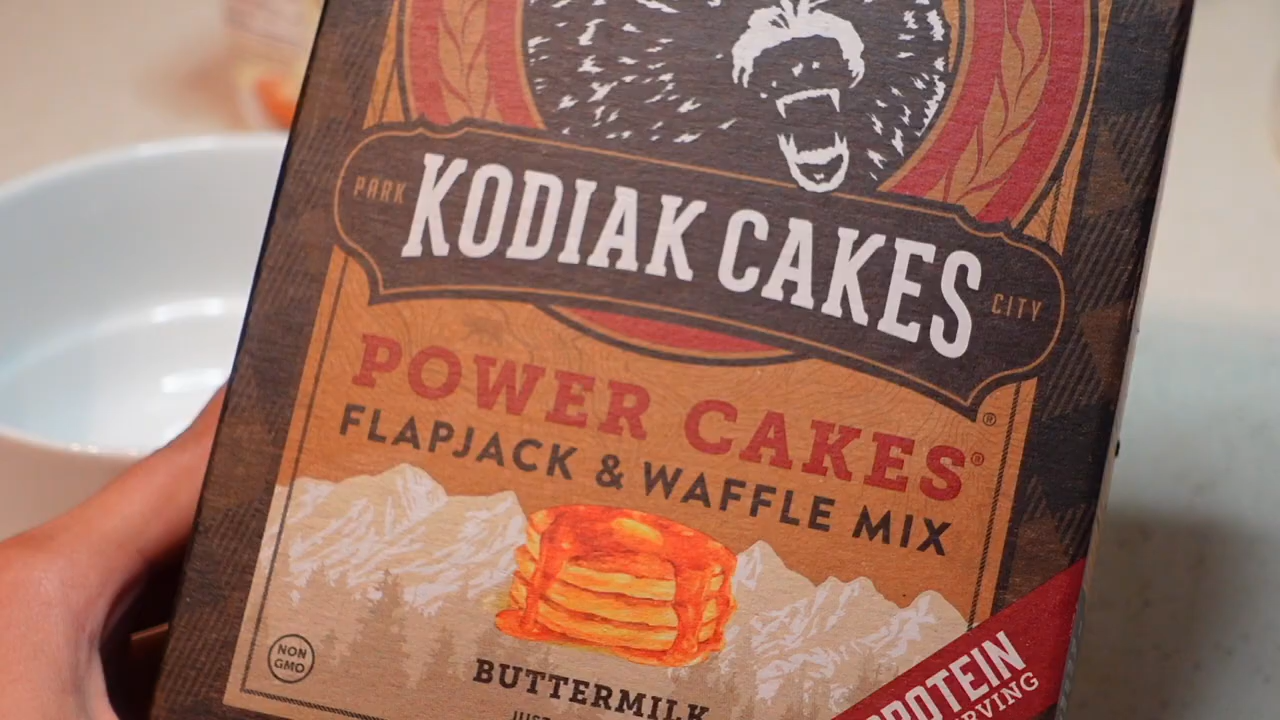 PARK KODIAK CAKES CITY
®
POWER CAKES®
FLAPJACK & WAFFLE MIX
NON
GMO
BUTTERMILK
PROTEIN